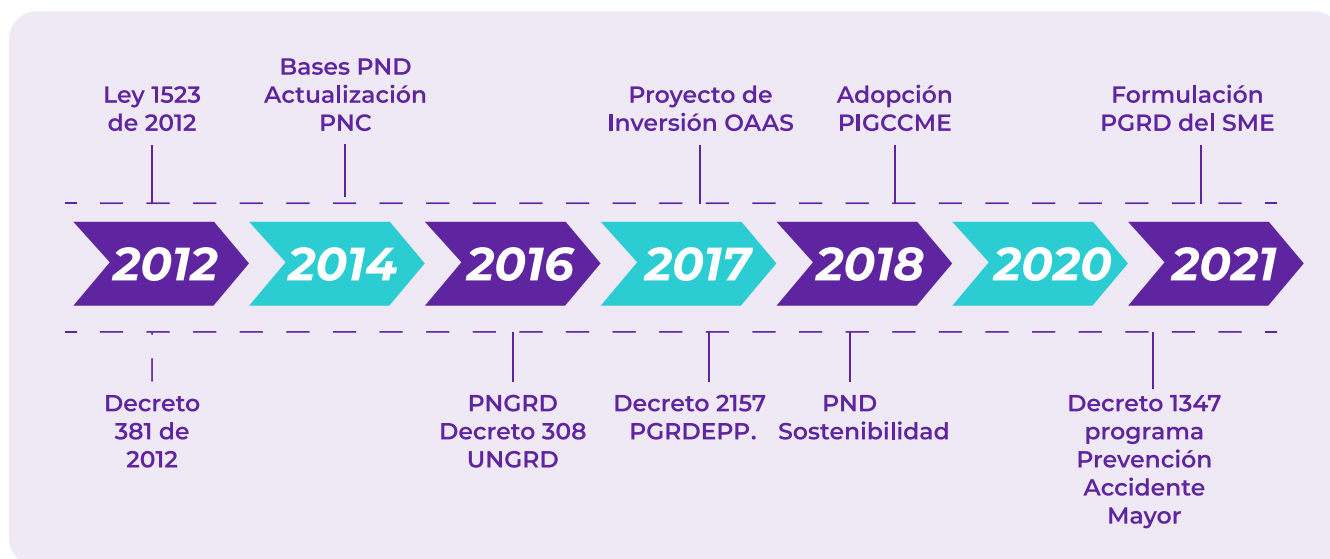 Ley 1523
de 2012
Bases PND
Actualización
PNC
Proyecto de
Inversión OAAS
Adopción
PIGCCME
Formulación
PGRD del SME
2012
2014
2016
2017
2018
2020
2021
Decreto
381 de
2012
PNGRD
Decreto 308
UNGRD
Decreto 2157
PGRDEPP.
PND
Sostenibilidad
Decreto 1347
programa
Prevención
Accidente
Mayor